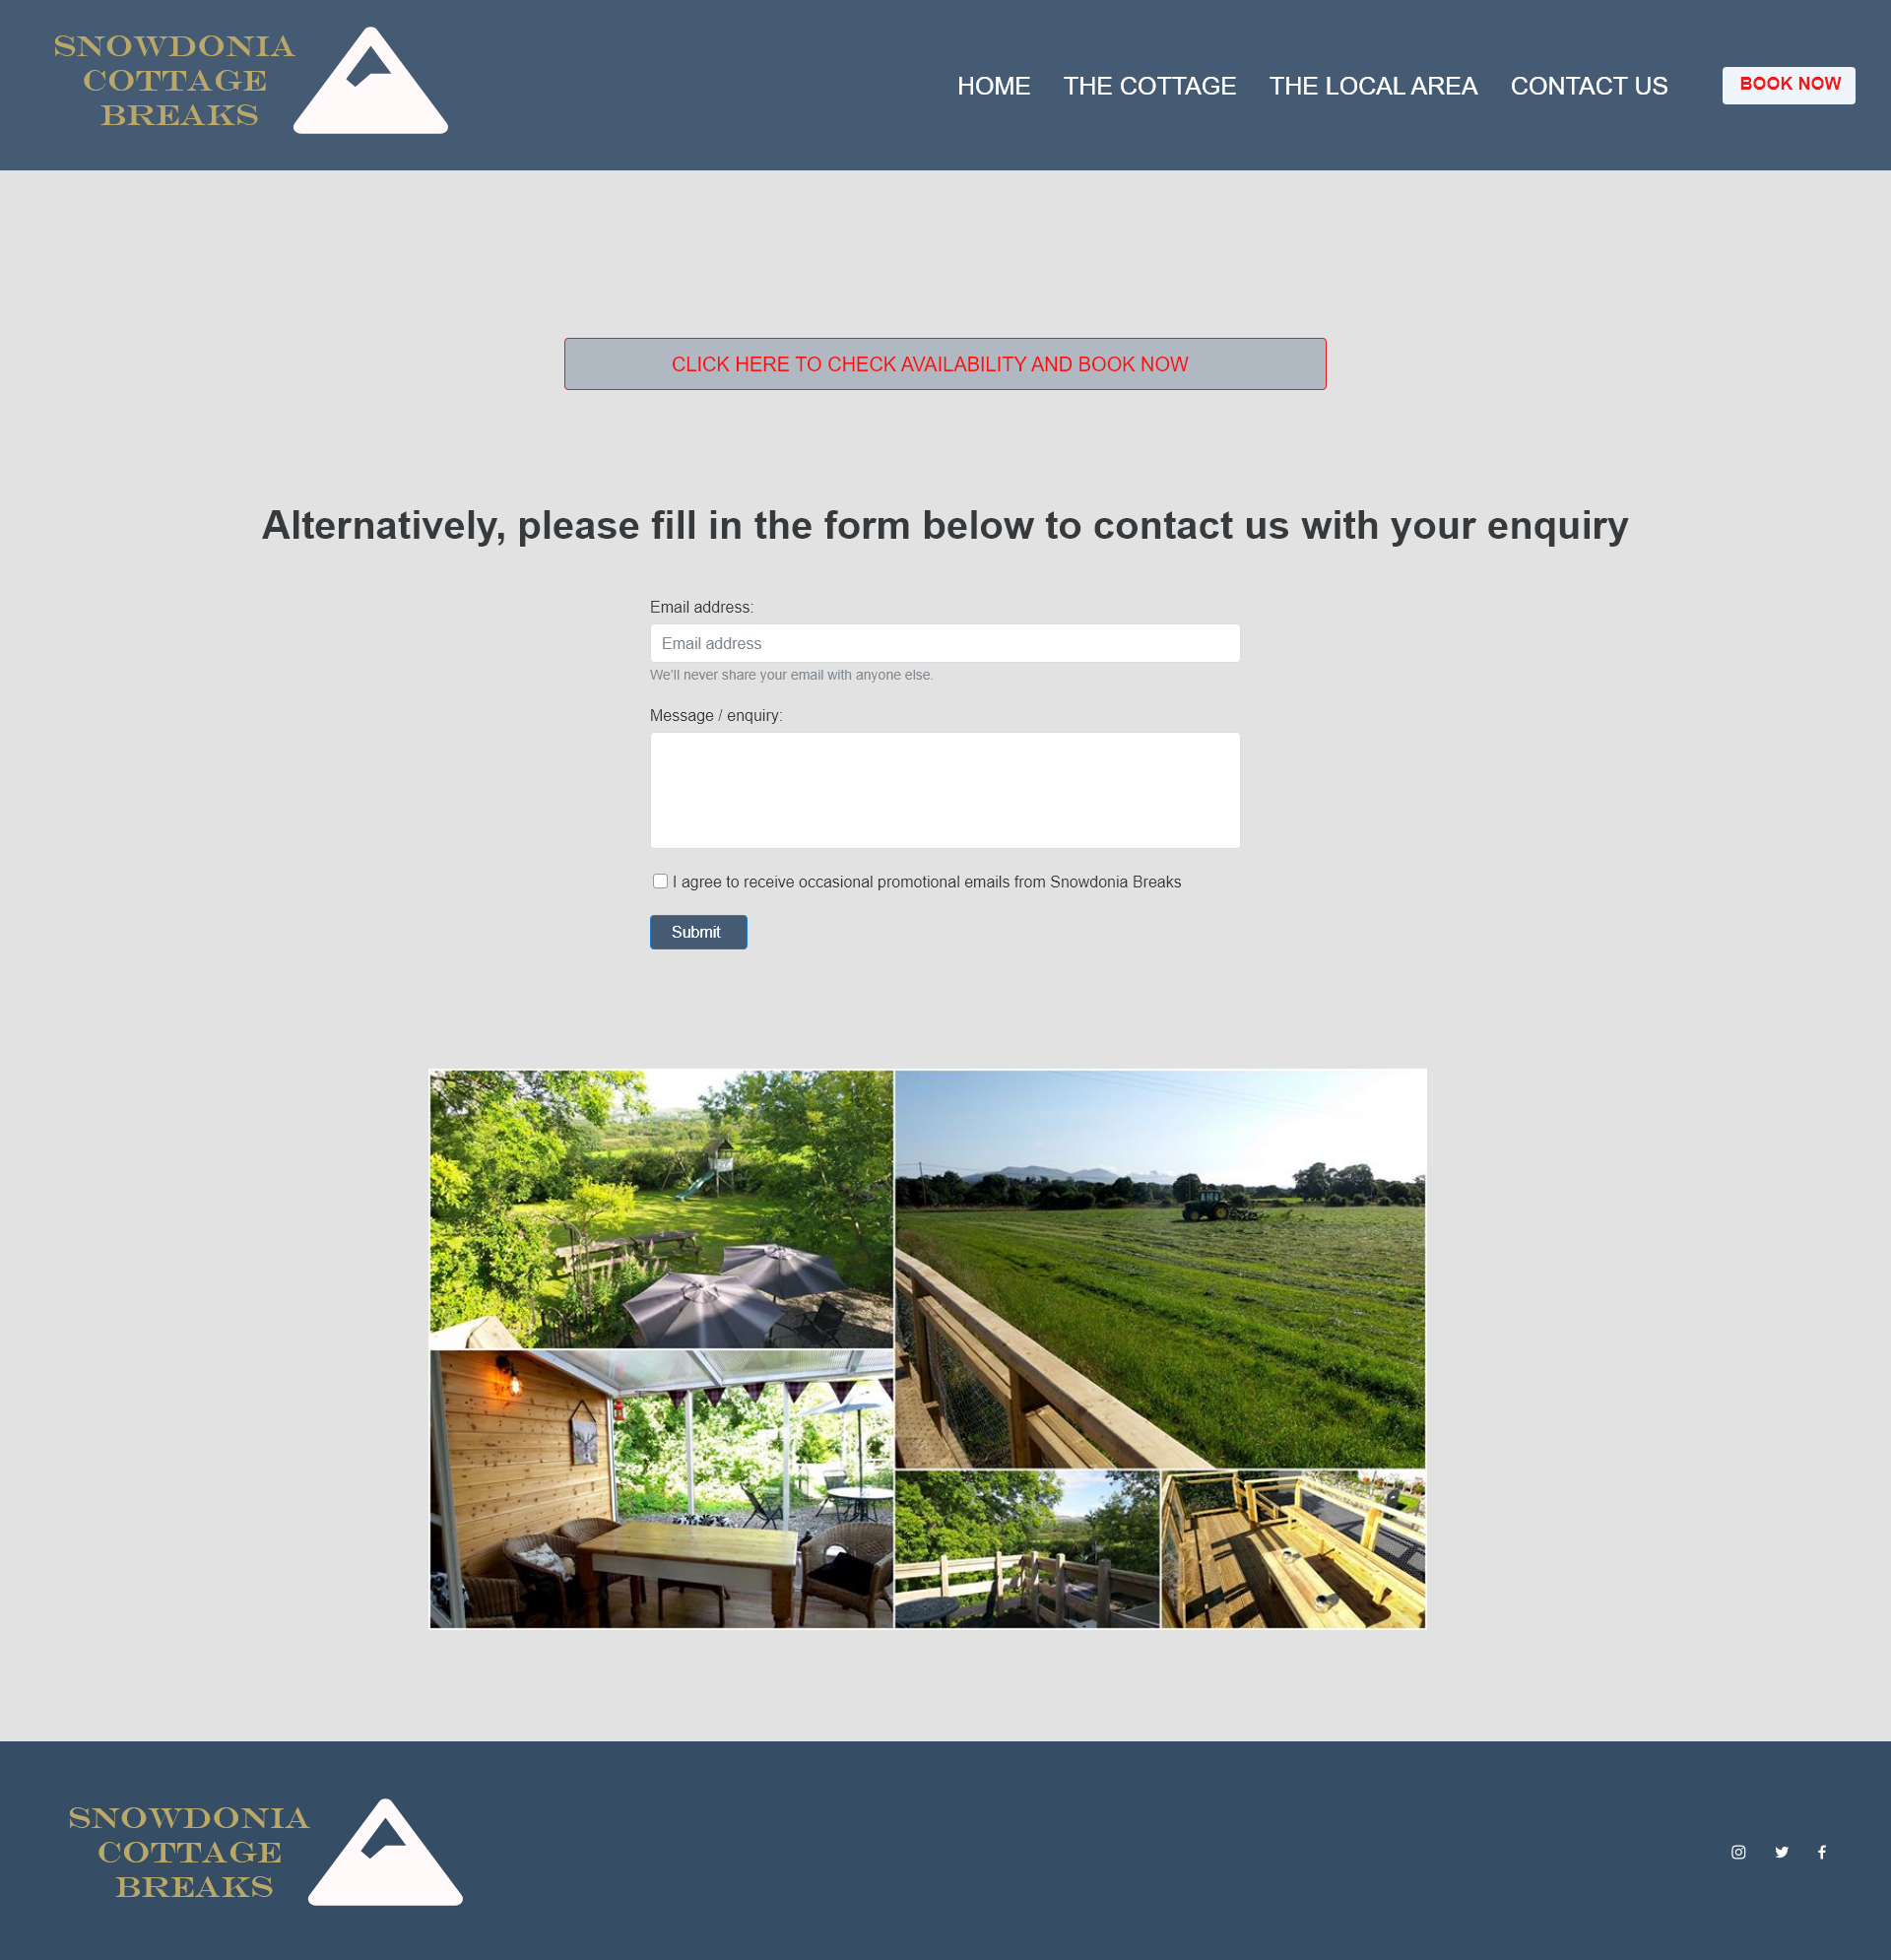 SNOWDONIA
COTTAGE
BREAKS
HOME THE COTTAGE THE LOCAL AREA CONTACT US BOOK NOW
CLICK HERE TO CHECK AVAILABILITY AND BOOK NOW
Alternatively, please fill in the form below to contact us with your enquiry
Email address:
Email address
We'll never share your email with anyone else.
Message / enquiry:
I agree to receive occasional promotional emails from Snowdonia Breaks
Submit
SNOWDONIA
COTTAGE
BREAKS